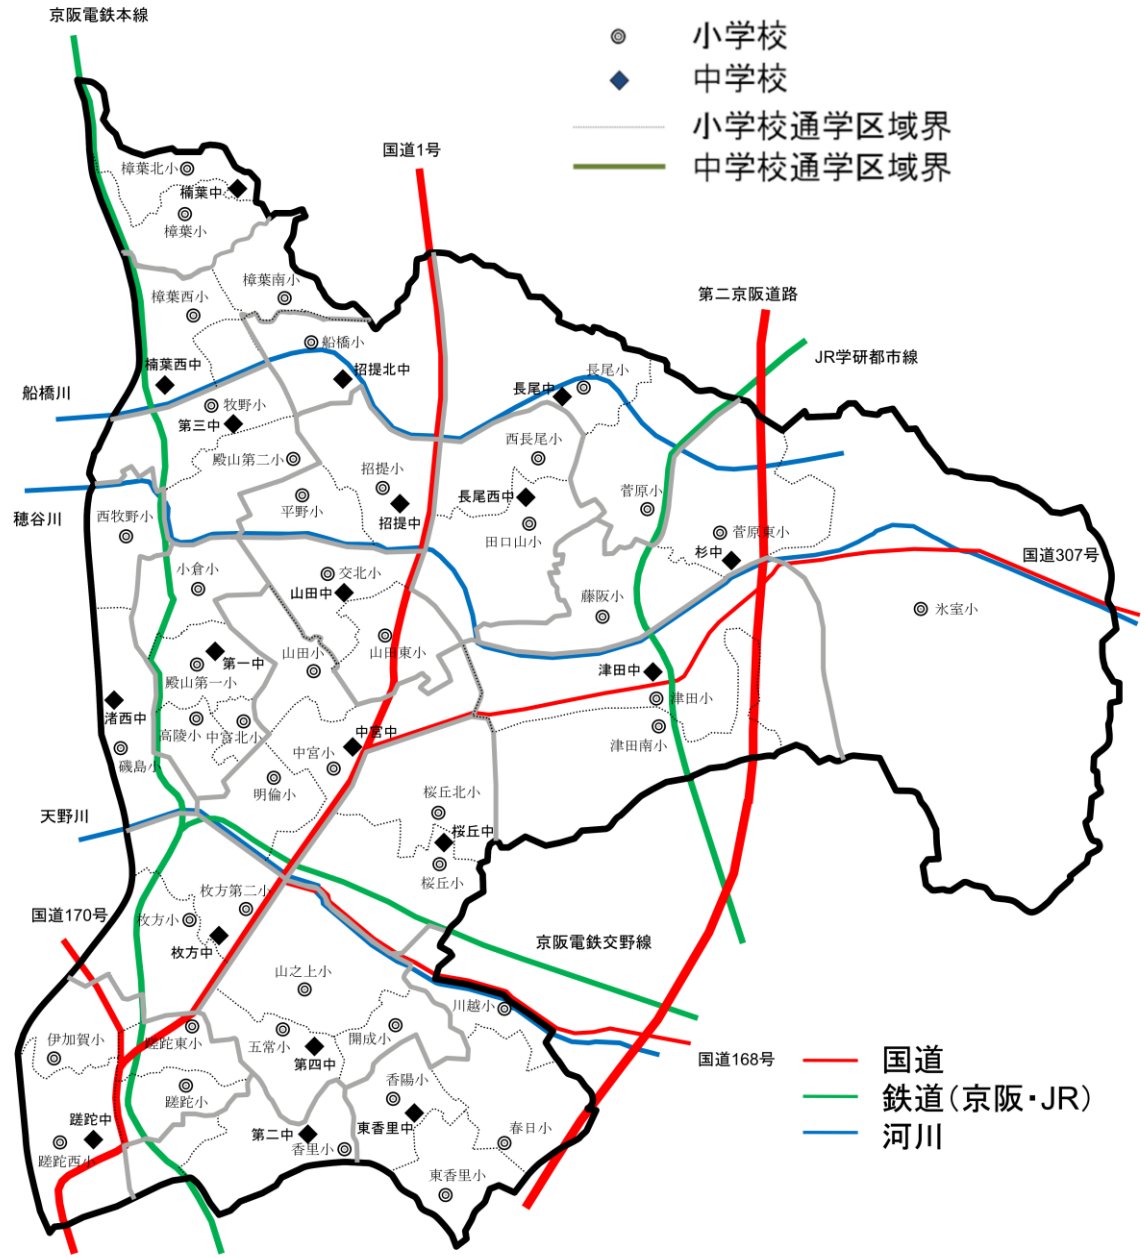 京阪電鉄本線
小学校
中学校
小学校通学区域界
中学校通学区域界
国道1号
樟葉北小
楠葉中
樟葉小
樟葉南小
樟葉西小
第二京阪道路
船橋小
JR学研都市線
楠葉西中
招提北中
長尾小
長尾中
船橋川
牧野小
第三中
西長尾小
殿山第二小
招提小
菅原小
平野小
長尾西中
招提中
穂谷川
西牧野小
田口山小
菅原東小
杉中
国道307号
小倉小
交北小
山田中
藤阪小
氷室小
山田小
山田東小
第一中
殿山第一小
津田中
津田小
渚西中
高陵小
中宮北小
中宮中
津田南小
磯島小
中宮小
明倫小
桜丘北小
天野川
桜丘中
桜丘小
枚方第二小
国道170号
枚方小
枚方中
京阪電鉄交野線
山之上小
川越小
伊加賀小
蹉跎東小
五常小
開成小
第四中
国道168号
国道
蹉跎小
香陽小
鉄道(京阪・JR)
蹉跎中
第二中
東香里中
春日小
河川
蹉跎西小
香里小
東香里小